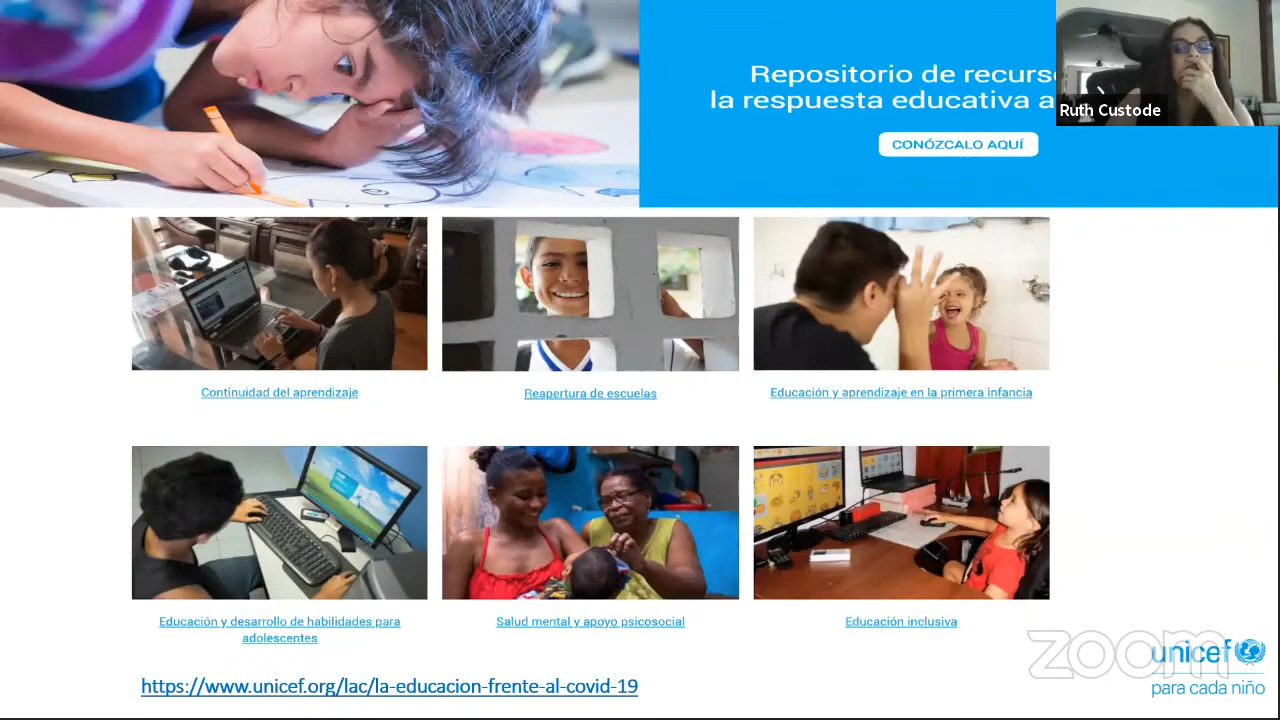 Repositorio de recurs
la respuesta educativa a
CONÓZCALO AQUÍ
Ruth Custode
Continuidad del aprendizaje
Reapertura de escuelas
Educación y aprendizaje en la primera infancia
Educación y desarrollo de habilidades para
adolescentes
Salud mental y apoyo psicosocial
Educación inclusiva
https://www.unicef.org/lac/la-educacion-frente-al-covid-19
zoom
unicef
para cada niño